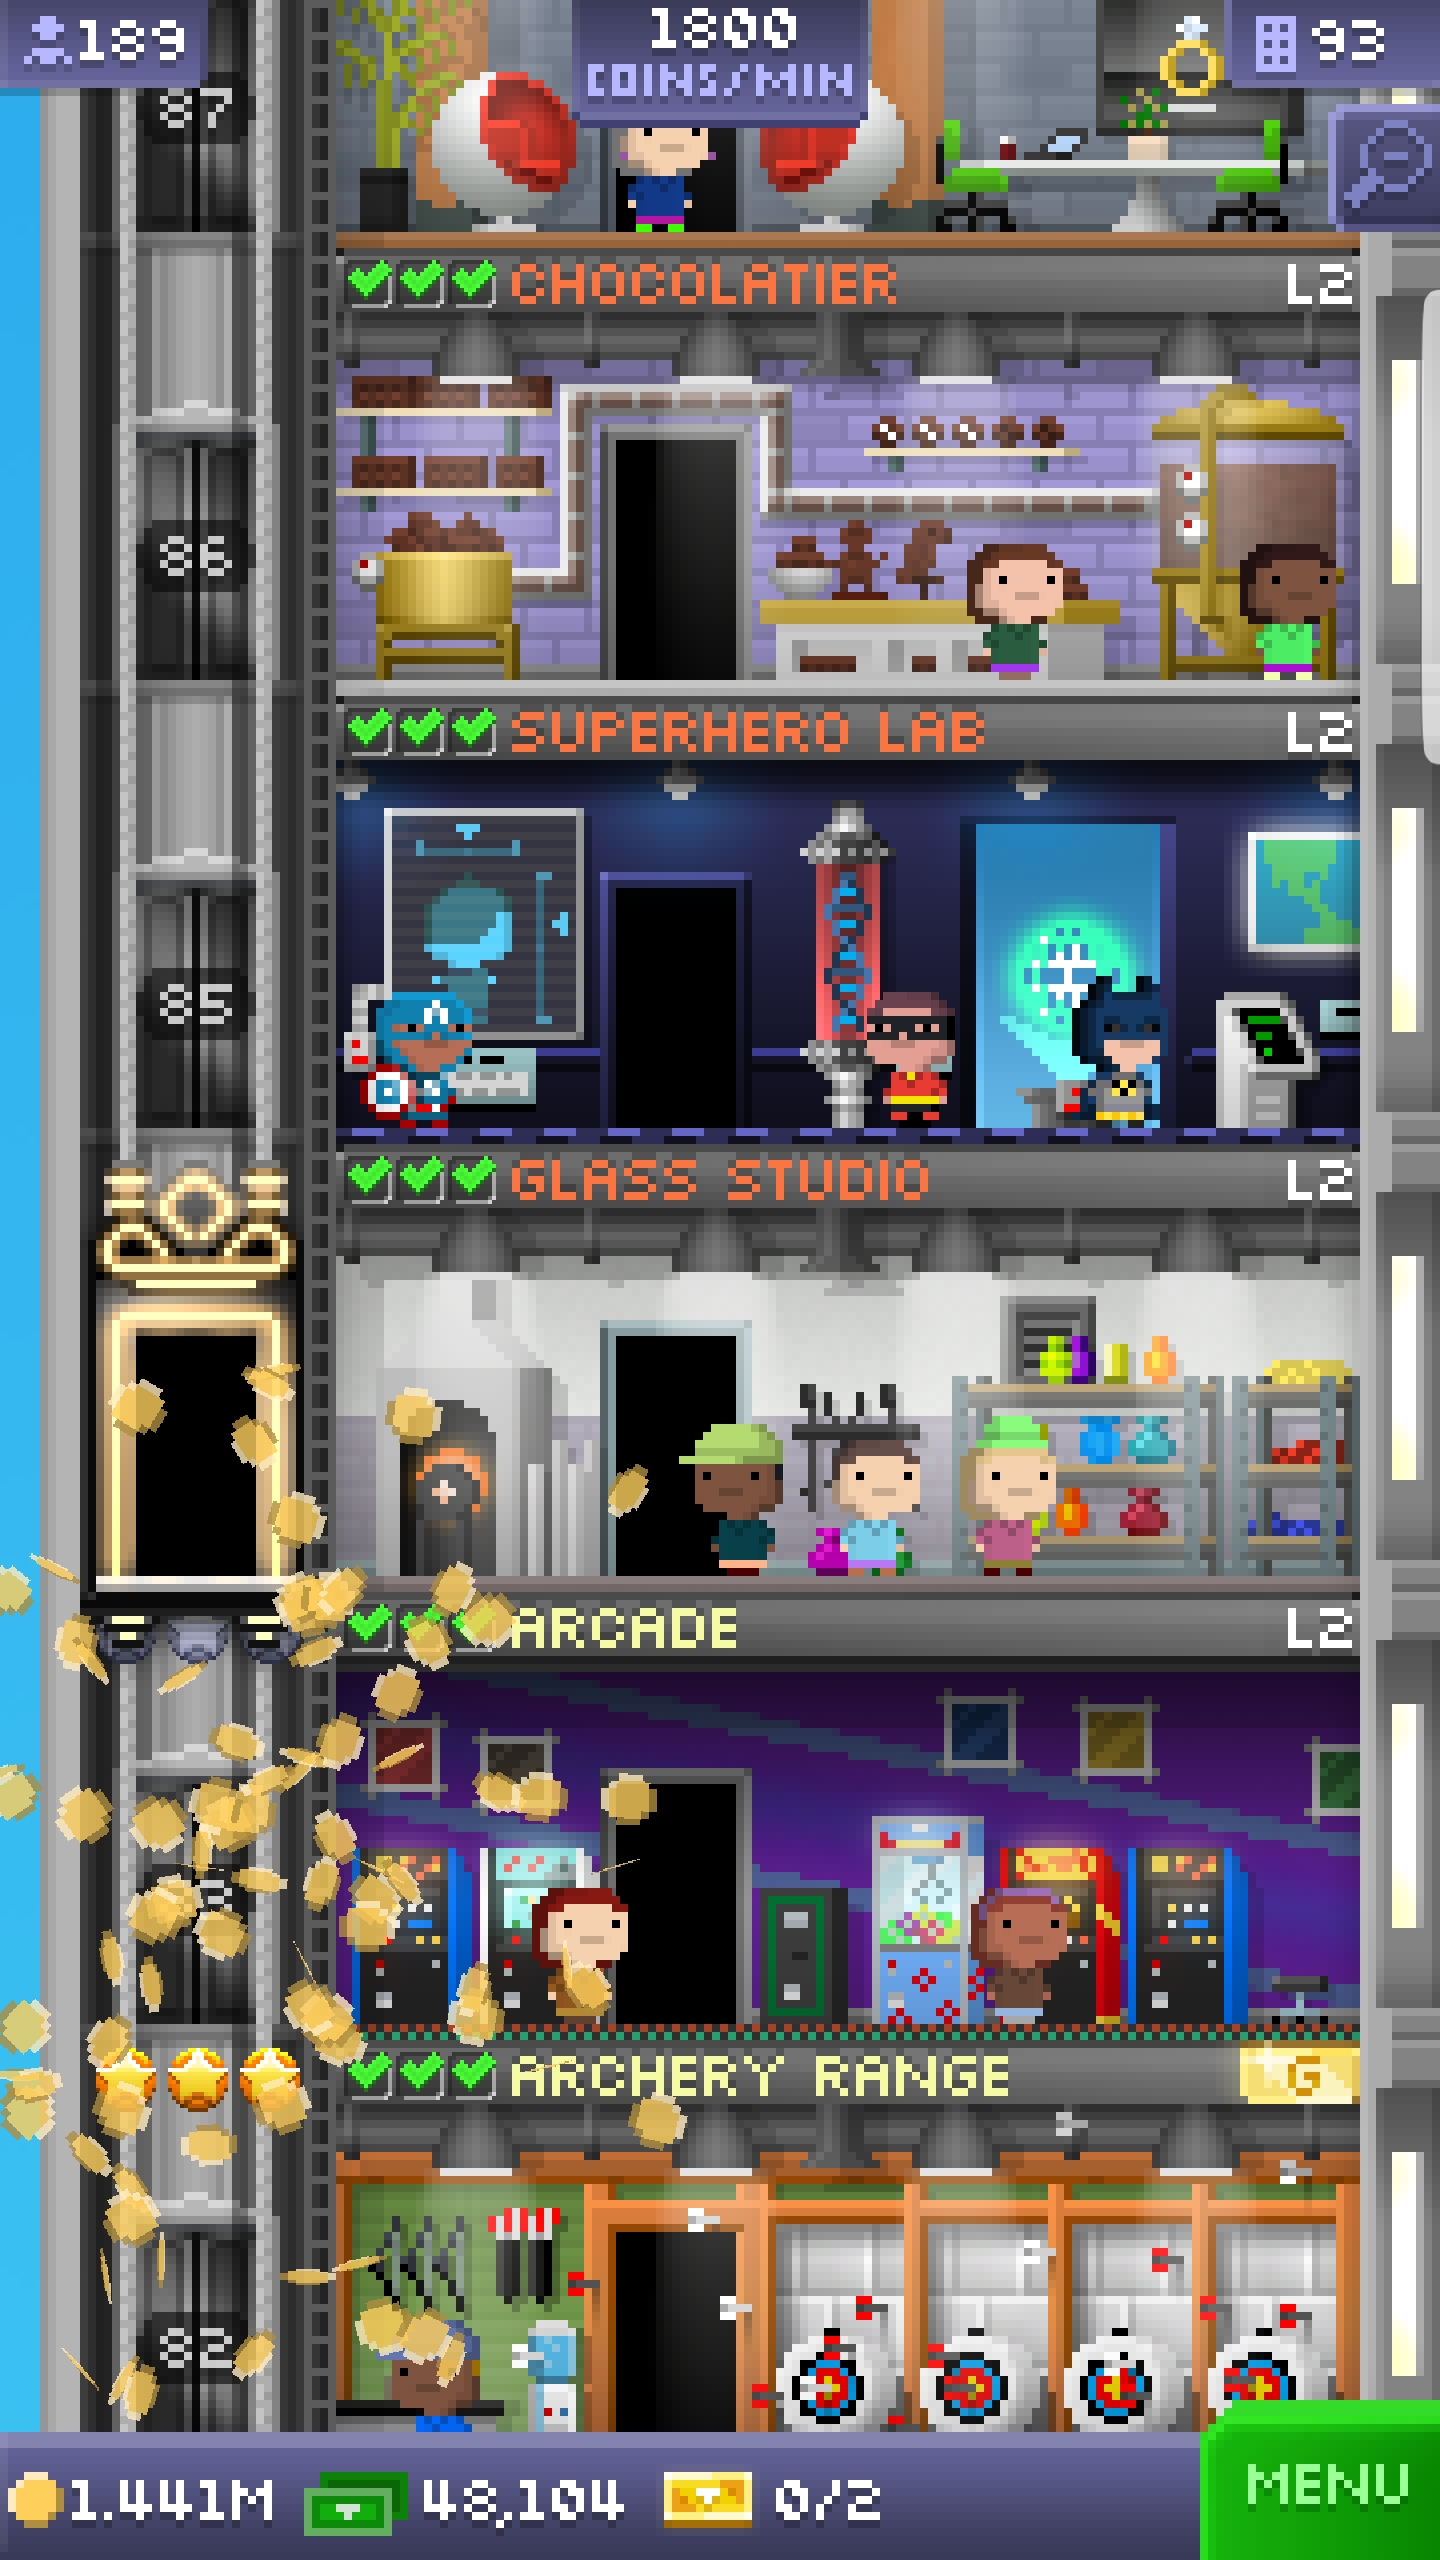 189
1800
COINS/MIN
93
87
CHOCOLATIER L2
86
SUPERHERO LAB L2
85
GLASS STUDIO L2
ARCADE L2
ARCHERY RANGE G
82
1.441M 48,104 0/2
MENU